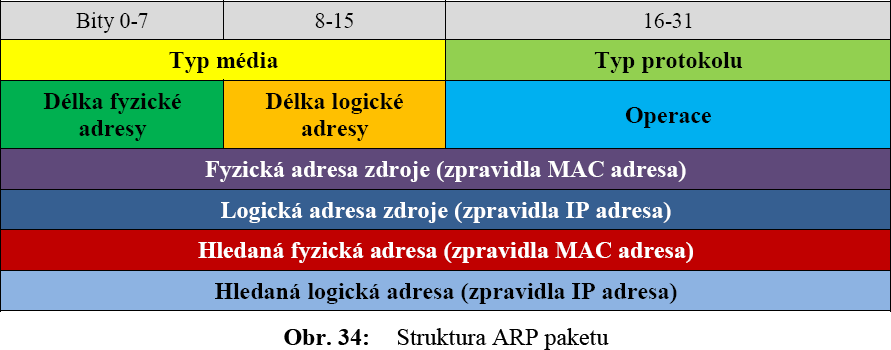 Bity 0-7 8-15 16-31
Typ média Typ protokolu
Délka fyzické adresy Délka logické adresy Operace
Fyzická adresa zdroje (zpravidla MAC adresa)
Logická adresa zdroje (zpravidla IP adresa)
Hledaná fyzická adresa (zpravidla MAC adresa)
Hledaná logická adresa (zpravidla IP adresa)
Obr. 34: Struktura ARP paketu